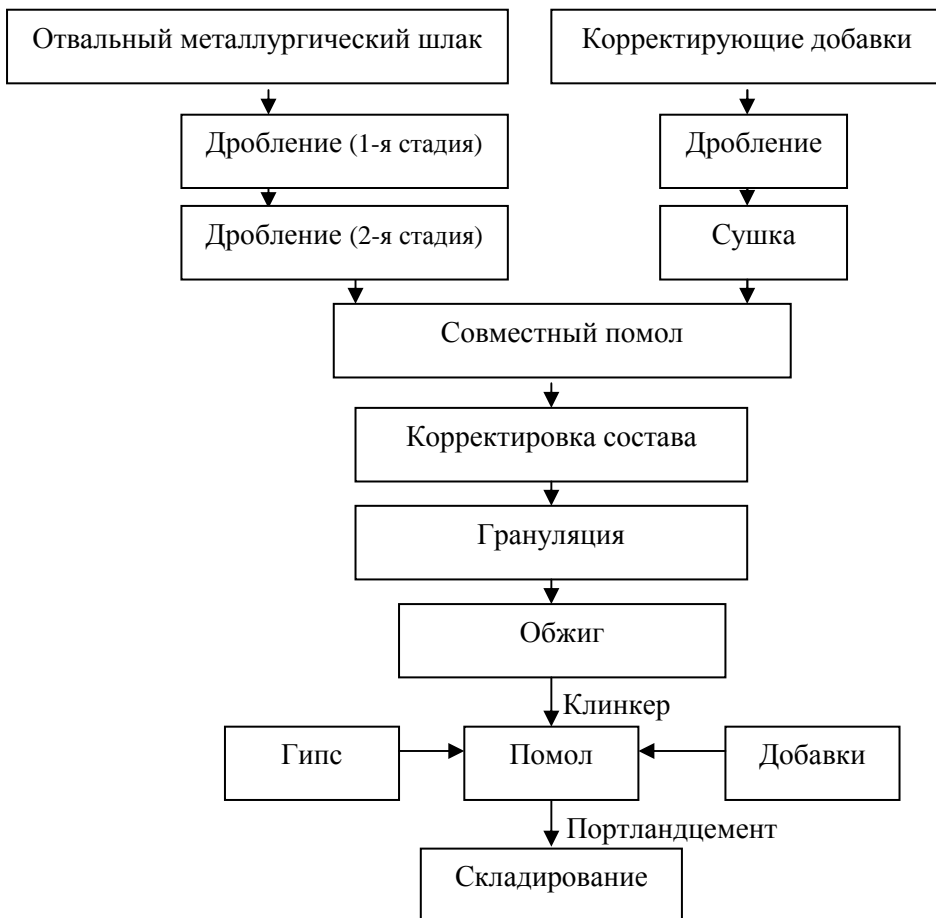 Отвальный металлургический шлак
Корректирующие добавки
Дробление (1-я стадия)
Дробление
Дробление (2-я стадия)
Сушка
Совместный помол
Корректировка состава
Грануляция
Обжиг
Клинкер
Гипс
Помол
Добавки
Портландцемент
Складирование